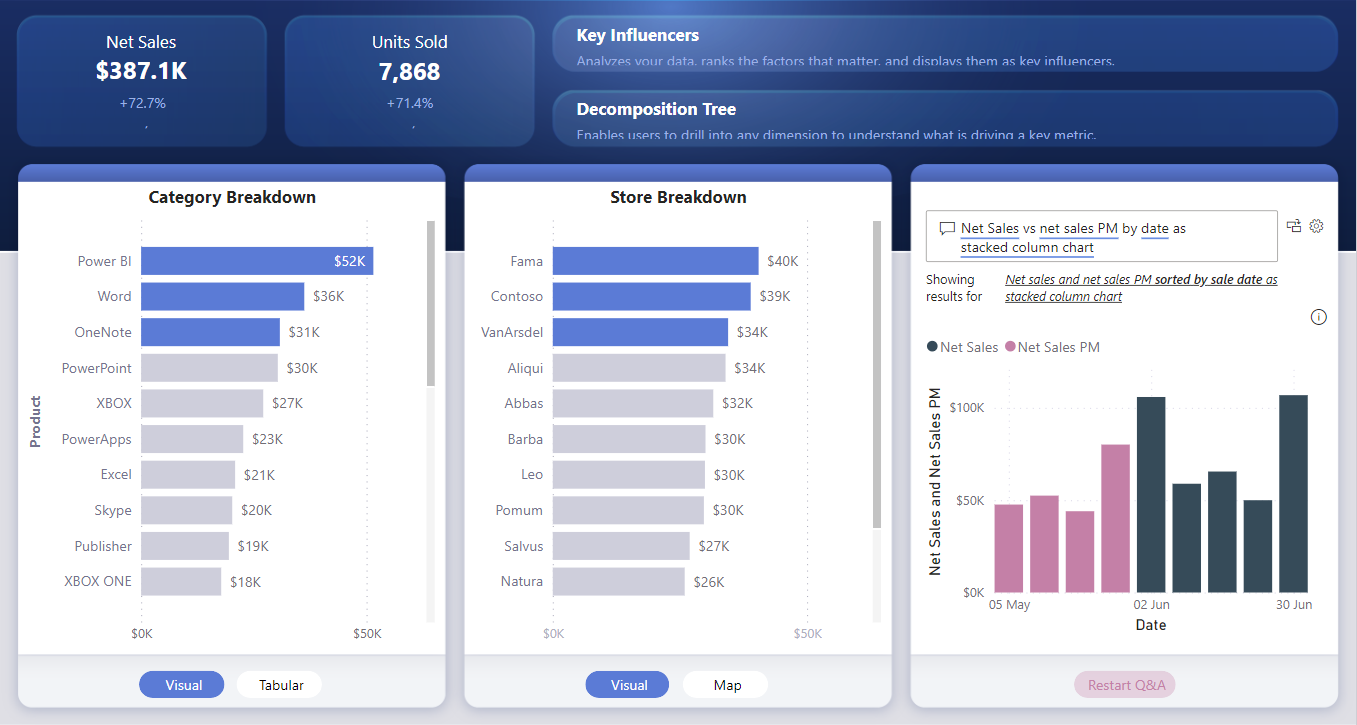 Net Sales
$387.1K
+72.7%
Units Sold
7,868
+71.4%
Key Influencers
Analyzes your data, ranks the factors that matter, and displays them as key influencers.
Decomposition Tree
Enables users to drill into any dimension to understand what is driving a key metric.
Category Breakdown
Product
Power BI $52K
Word $36K
OneNote $31K
PowerPoint $30K
XBOX $27K
PowerApps $23K
Excel $21K
Skype $20K
Publisher $19K
XBOX ONE $18K
$0K $50K
Visual Tabular
Store Breakdown
Fama $40K
Contoso $39K
VanArsdel $34K
Aliqui $34K
Abbas $32K
Barba $30K
Leo $30K
Pomum $30K
Salvus $27K
Natura $26K
$0K $50K
Visual Map
Net Sales vs net sales PM by date as
stacked column chart
Showing
results for
Net sales and net sales PM sorted by sale date as
stacked column chart
Net Sales Net Sales PM
Net Sales and Net Sales PM
$100K
$50K
$0K
05 May 02 Jun 30 Jun
Date
Restart Q&A